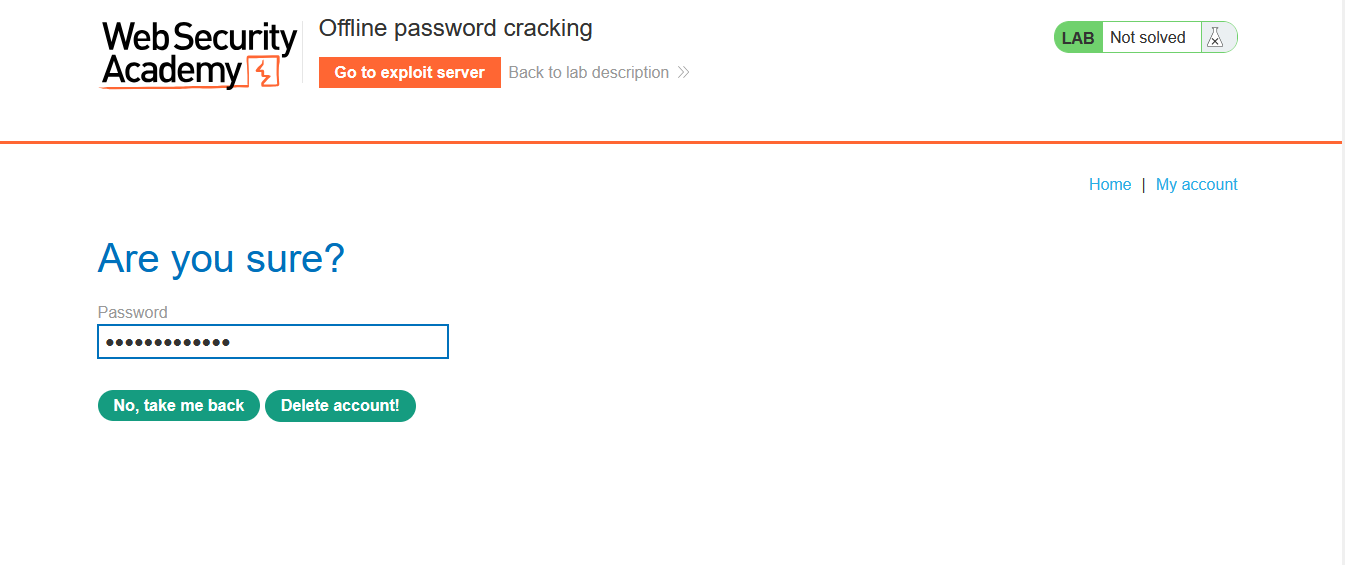 Web Security
Academy
Offline password cracking
Go to exploit server
Back to lab description
LAB Not solved
Home | My account
Are you sure?
Password
•••••••••••••
No, take me back
Delete account!